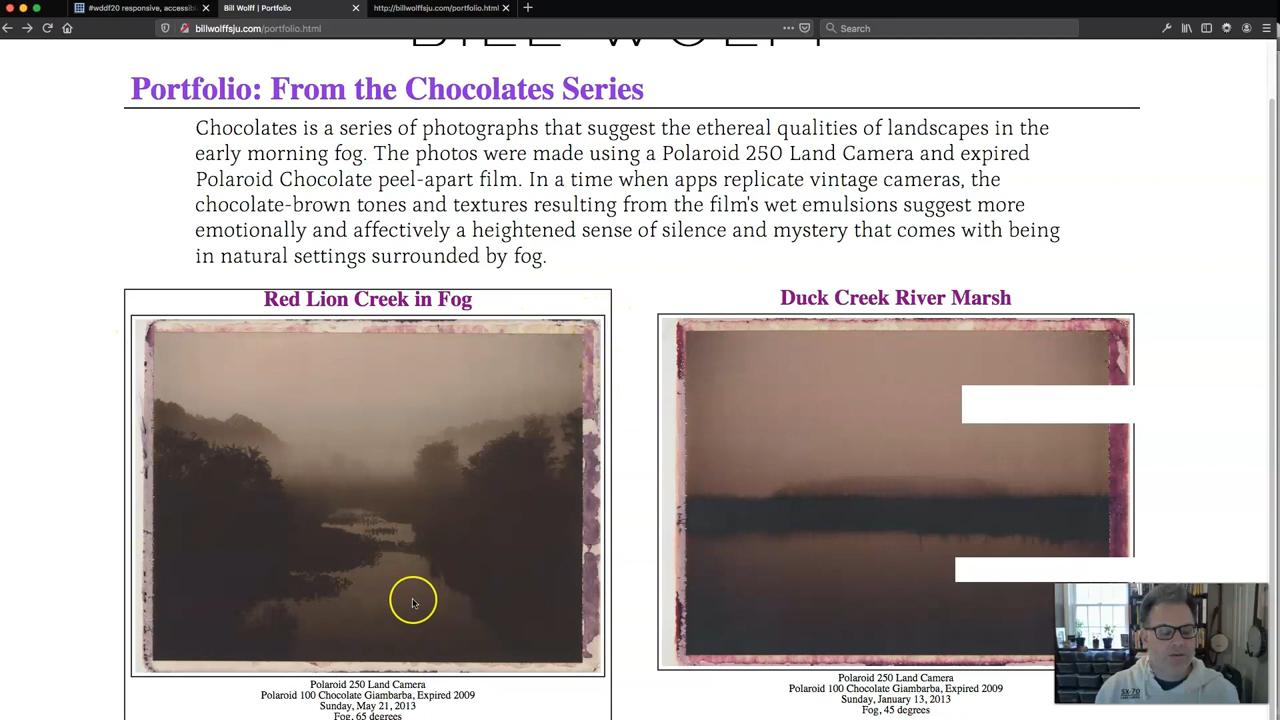 #wddf20 responsive, accessibl
Bill Wolff | Portfolio
http://billwolffsju.com/portfolio.html
billwolffsju.com/portfolio.html
Search
BILL WOLFF
Portfolio: From the Chocolates Series
Chocolates is a series of photographs that suggest the ethereal qualities of landscapes in the
early morning fog. The photos were made using a Polaroid 250 Land Camera and expired
Polaroid Chocolate peel-apart film. In a time when apps replicate vintage cameras, the
chocolate-brown tones and textures resulting from the film's wet emulsions suggest more
emotionally and affectively a heightened sense of silence and mystery that comes with being
in natural settings surrounded by fog.
Red Lion Creek in Fog
Polaroid 250 Land Camera
Polaroid 100 Chocolate Giambarba, Expired 2009
Sunday, May 21, 2013
Fog, 65 degrees
Duck Creek River Marsh
Polaroid 250 Land Camera
Polaroid 100 Chocolate Giambarba, Expired 2009
Sunday, January 13, 2013
Fog, 45 degrees
SX-70